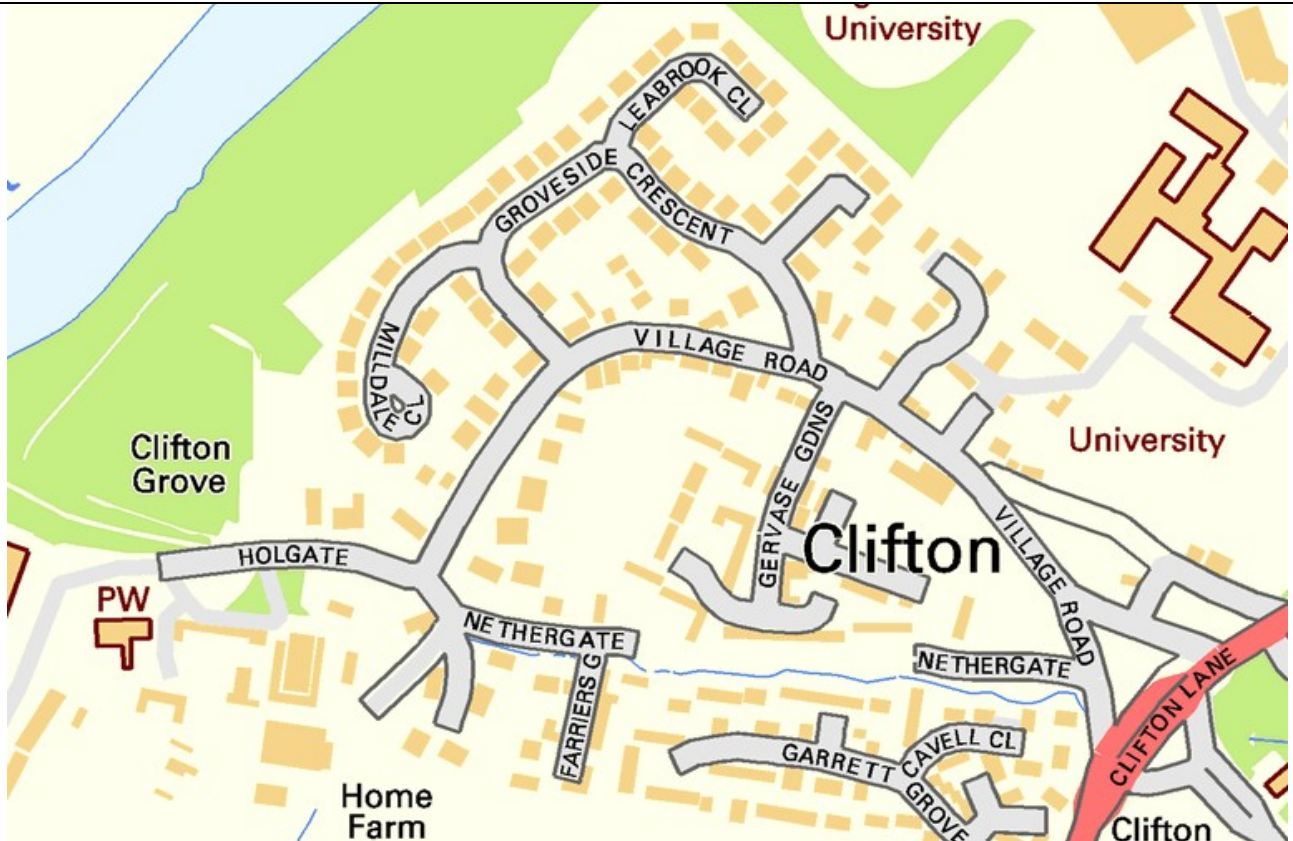 University
LEABROOK CL
GROVESIDE
CRESCENT
MILLDALE
CL
VILLAGE ROAD
Clifton
Grove
GERVASE GDNS
University
Clifton
VILLAGE ROAD
HOLGATE
PW
NETHERGATE
FARRIERS G
NETHERGATE
CLIFTON LANE
GARRETT
GROVE
CAVELL CL
Home
Farm
Clifton